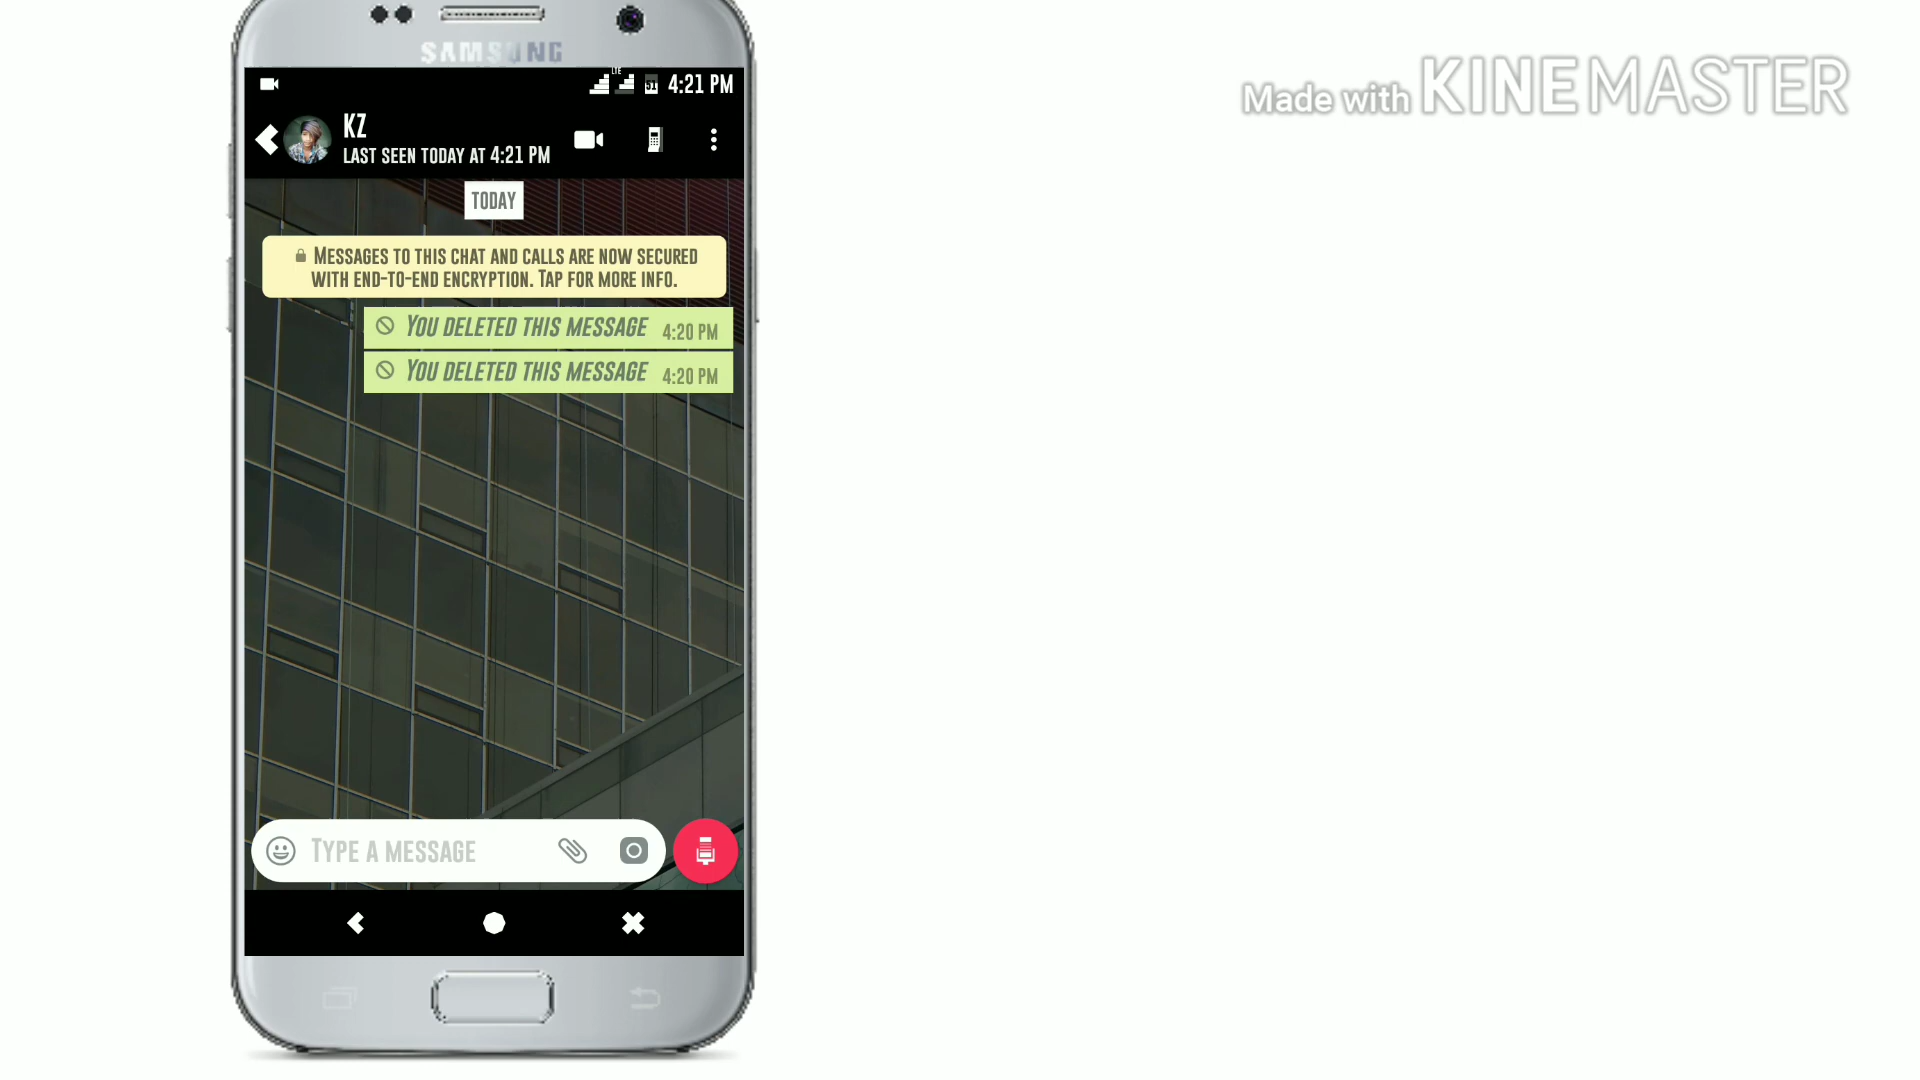 SAMSUNG
LTE
51 4:21 PM
KZ
LAST SEEN TODAY AT 4:21 PM
TODAY
MESSAGES TO THIS CHAT AND CALLS ARE NOW SECURED
WITH END-TO-END ENCRYPTION. TAP FOR MORE INFO.
YOU DELETED THIS MESSAGE 4:20 PM
YOU DELETED THIS MESSAGE 4:20 PM
TYPE A MESSAGE
Made with KINEMASTER